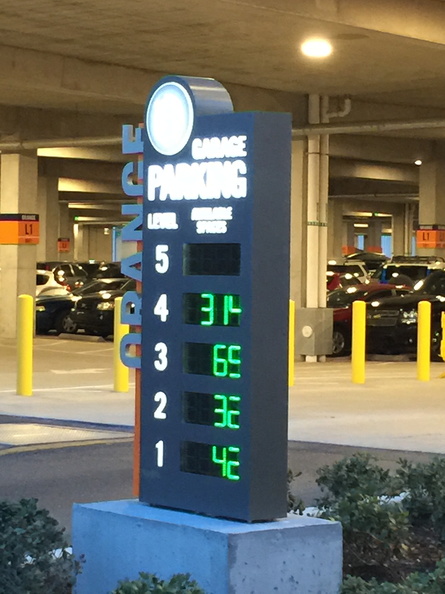 ORANGE
GARAGE
PARKING
LEVEL AVAILABLE SPACES
5
4 314
3 65
2 32
1 42
L1
L1